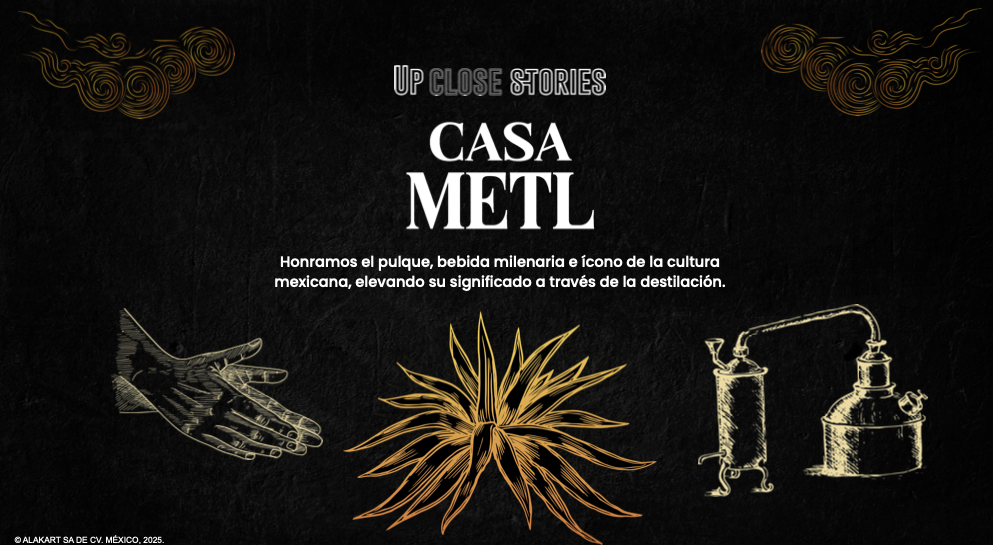 UP CLOSE STORIES
CASA
METL
Honramos el pulque, bebida milenaria e ícono de la cultura
mexicana, elevando su significado a través de la destilación.
© ALAKART SA DE CV. MÉXICO, 2025.